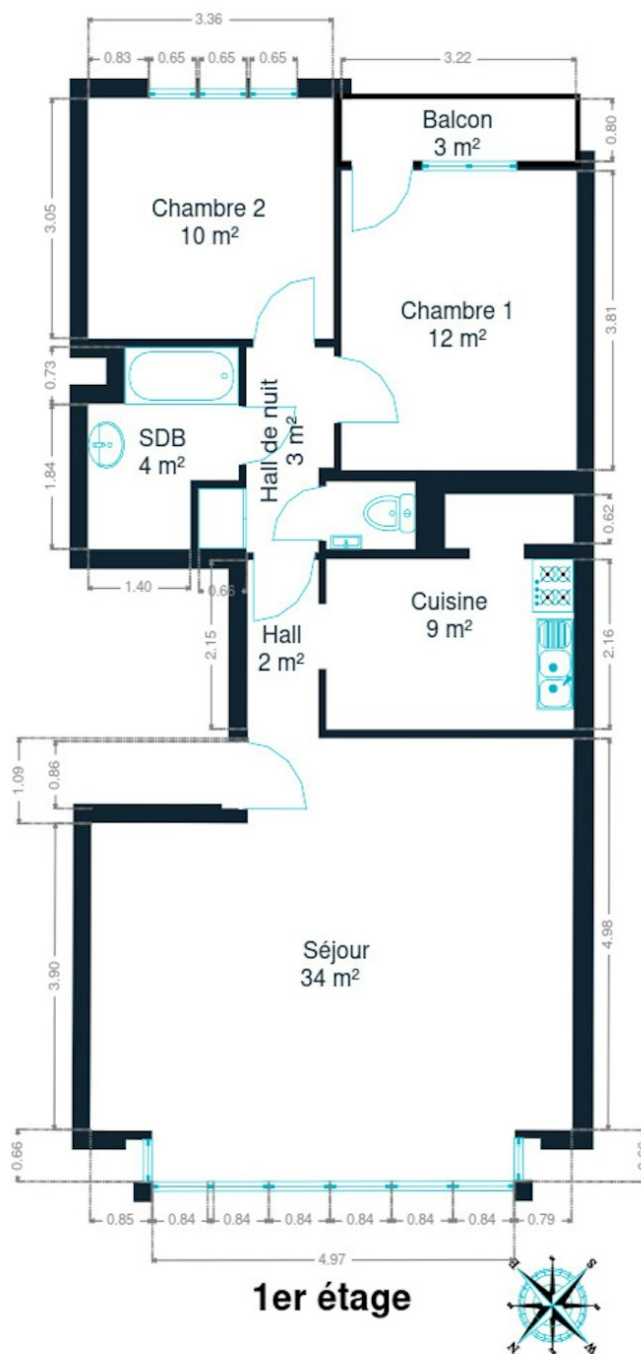 3.36
0.83 0.65 0.65 0.65
3.22
Balcon
3 m²
0.80
3.05
Chambre 2
10 m²
Chambre 1
12 m²
3.81
0.73
Hall de nuit
3 m²
SDB
4 m²
1.84
0.62
1.40
0.66
Cuisine
9 m²
2.15
Hall
2 m²
2.16
1.09
0.86
Séjour
34 m²
3.90
4.98
0.66
0.85 0.84 0.84 0.84 0.84 0.84 0.84 0.79
4.97
1er étage
E S
N W